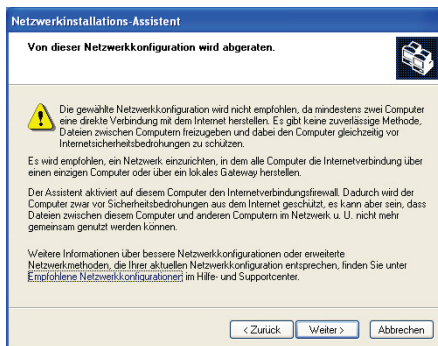 Netzwerkinstallations-Assistent
Von dieser Netzwerkkonfiguration wird abgeraten.
Die gewählte Netzwerkkonfiguration wird nicht empfohlen, da mindestens zwei Computer
eine direkte Verbindung mit dem Internet herstellen. Es gibt keine zuverlässige Methode,
Dateien zwischen Computern freizugeben und dabei den Computer gleichzeitig vor
Internetsicherheitsbedrohungen zu schützen.
Es wird empfohlen, ein Netzwerk einzurichten, in dem alle Computer die Internetverbindung über
einen einzigen Computer oder über ein lokales Gateway herstellen.
Der Assistent aktiviert auf diesem Computer den Internetverbindungsfirewall. Dadurch wird der
Computer zwar vor Sicherheitsbedrohungen aus dem Internet geschützt, es kann aber sein, dass
Dateien zwischen diesem Computer und anderen Computern im Netzwerk u. U. nicht mehr
gemeinsam genutzt werden können.
Weitere Informationen über bessere Netzwerkkonfigurationen oder erweiterte
Netzwerkmethoden, die Ihrer aktuellen Netzwerkkonfiguration entsprechen, finden Sie unter
Empfohlene Netzwerkkonfigurationen im Hilfe- und Supportcenter.
< Zurück Weiter > Abbrechen